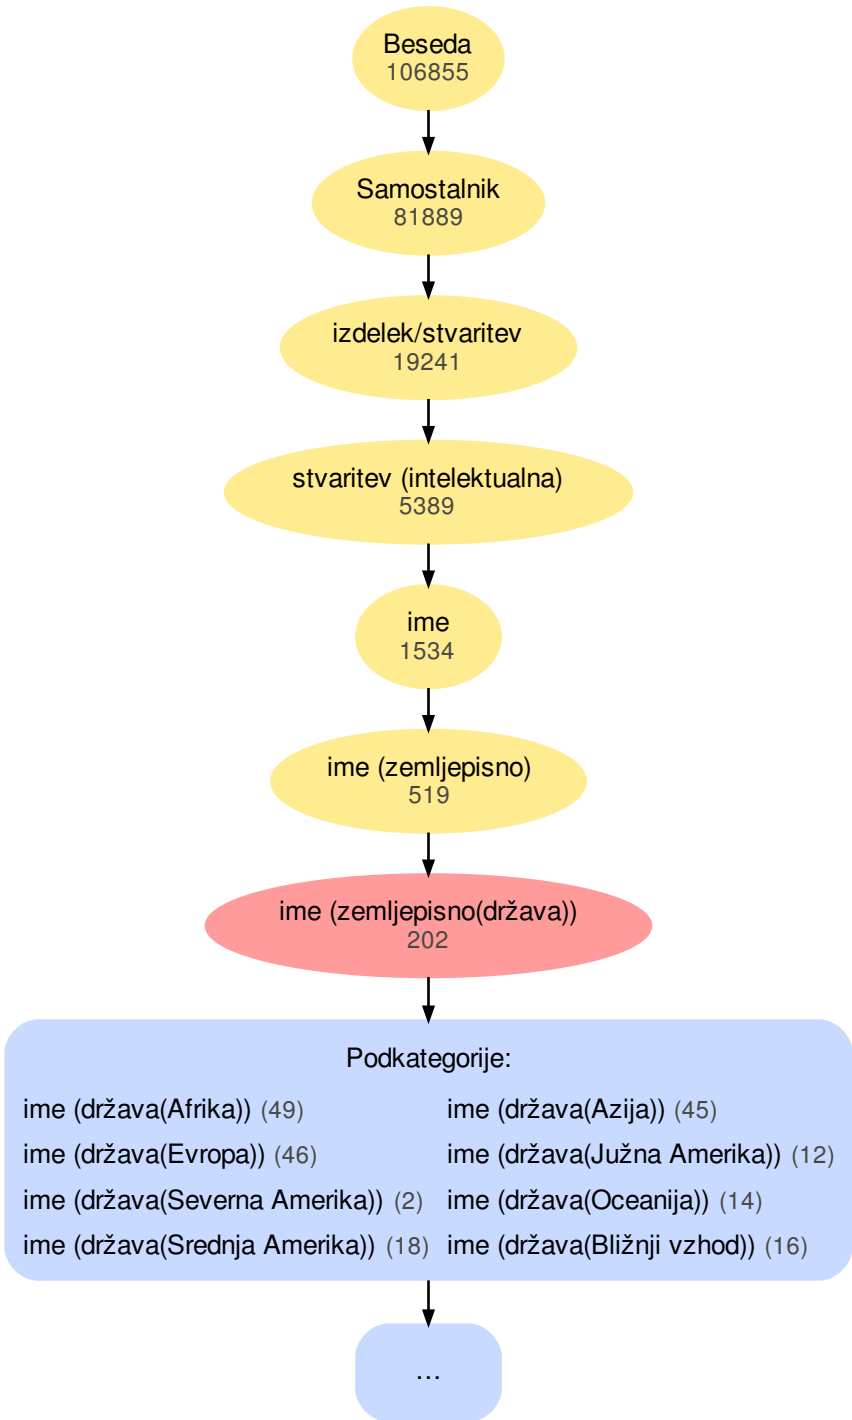 Beseda
106855
Samostalnik
81889
izdelek/stvaritev
19241
stvaritev (intelektualna)
5389
ime
1534
ime (zemljepisno)
519
ime (zemljepisno(država))
202
Podkategorije:
ime (država(Afrika)) (49) ime (država(Azija)) (45)
ime (država(Evropa)) (46) ime (država(Južna Amerika)) (12)
ime (država(Severna Amerika)) (2) ime (država(Oceanija)) (14)
ime (država(Srednja Amerika)) (18) ime (država(Bližnji vzhod)) (16)
...